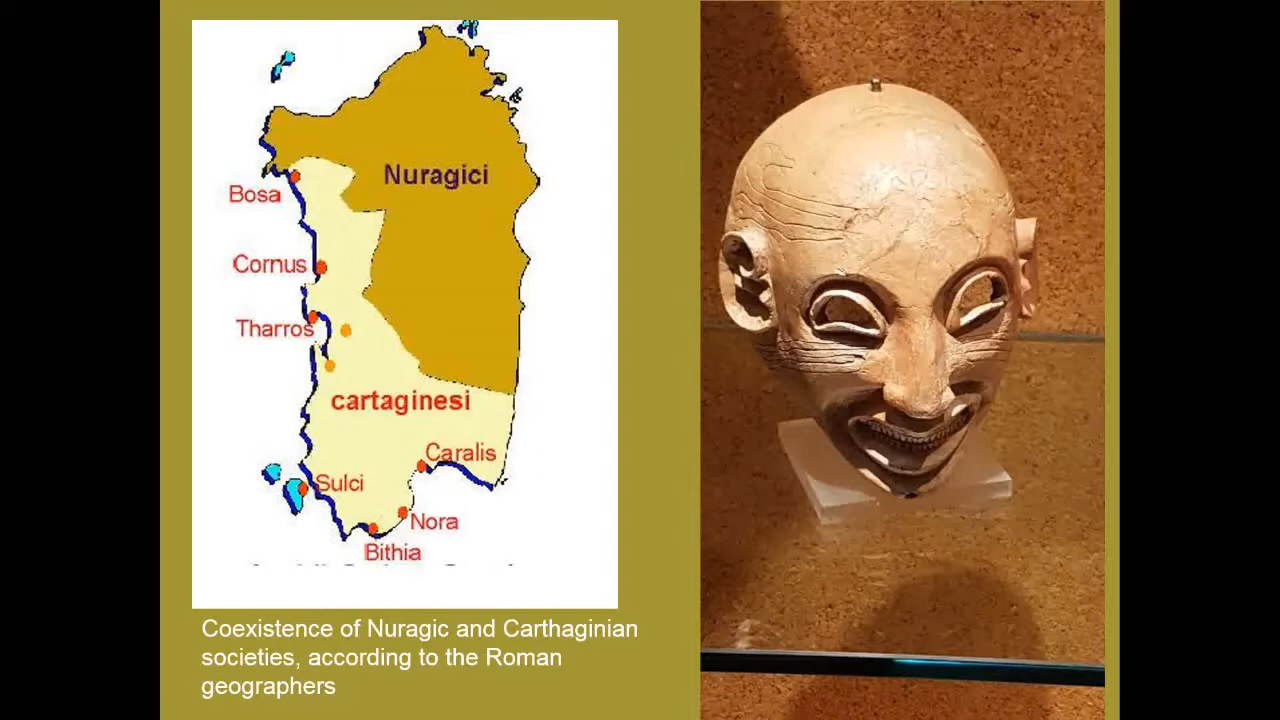 Nuragici
Bosa
Cornus
Tharros
cartaginesi
Caralis
Sulci
Nora
Bithia
Coexistence of Nuragic and Carthaginian
societies, according to the Roman
geographers